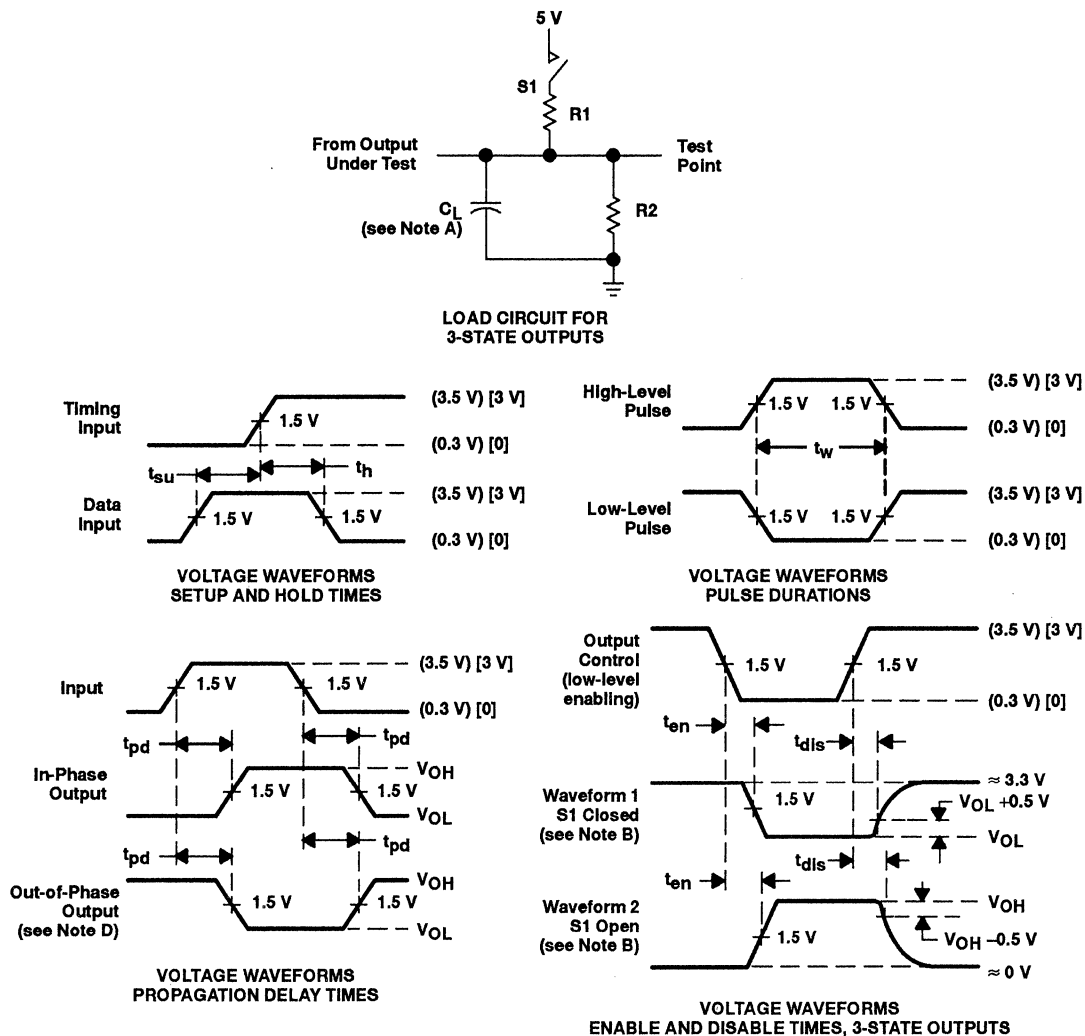 5 V
S1
R1
From Output
Under Test
Test
Point
CL
(see Note A)
R2
LOAD CIRCUIT FOR
3-STATE OUTPUTS
Timing
Input
1.5 V
(3.5 V) [3 V]
(0.3 V) [0]
tsu
th
Data
Input
1.5 V
1.5 V
(3.5 V) [3 V]
(0.3 V) [0]
VOLTAGE WAVEFORMS
SETUP AND HOLD TIMES
High-Level
Pulse
1.5 V
1.5 V
(3.5 V) [3 V]
(0.3 V) [0]
tw
Low-Level
Pulse
1.5 V
1.5 V
(3.5 V) [3 V]
(0.3 V) [0]
VOLTAGE WAVEFORMS
PULSE DURATIONS
Input
1.5 V
1.5 V
(3.5 V) [3 V]
(0.3 V) [0]
tpd
tpd
In-Phase
Output
1.5 V
1.5 V
VOH
VOL
tpd
tpd
Out-of-Phase
Output
(see Note D)
1.5 V
1.5 V
VOH
VOL
VOLTAGE WAVEFORMS
PROPAGATION DELAY TIMES
Output
Control
(low-level
enabling)
1.5 V
1.5 V
(3.5 V) [3 V]
(0.3 V) [0]
ten
tdis
Waveform 1
S1 Closed
(see Note B)
1.5 V
≈ 3.3 V
VOL +0.5 V
VOL
ten
tdis
Waveform 2
S1 Open
(see Note B)
1.5 V
VOH
VOH –0.5 V
≈ 0 V
VOLTAGE WAVEFORMS
ENABLE AND DISABLE TIMES, 3-STATE OUTPUTS